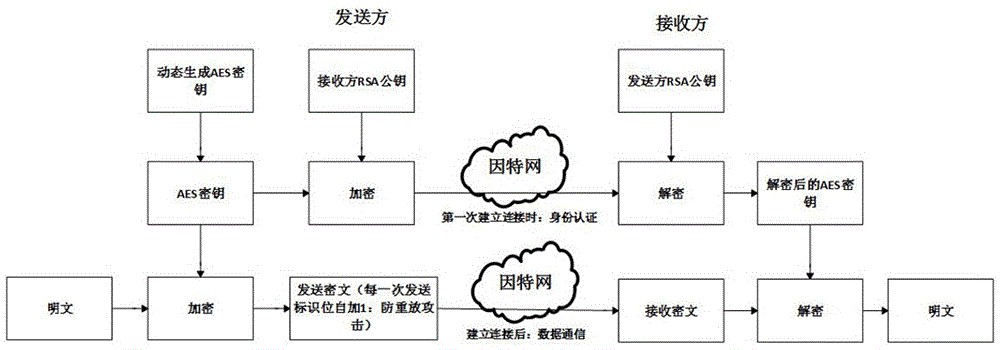 发送方
接收方
动态生成AES密
钥
接收方RSA公钥
发送方RSA公钥
因特网
AES密钥
加密
解密
解密后的AES密
钥
第一次建立连接时：身份认证
因特网
明文
加密
发送密文（每一次发送
标识位自加1：防重放攻
击）
接收密文
解密
明文
建立连接后：数据通信